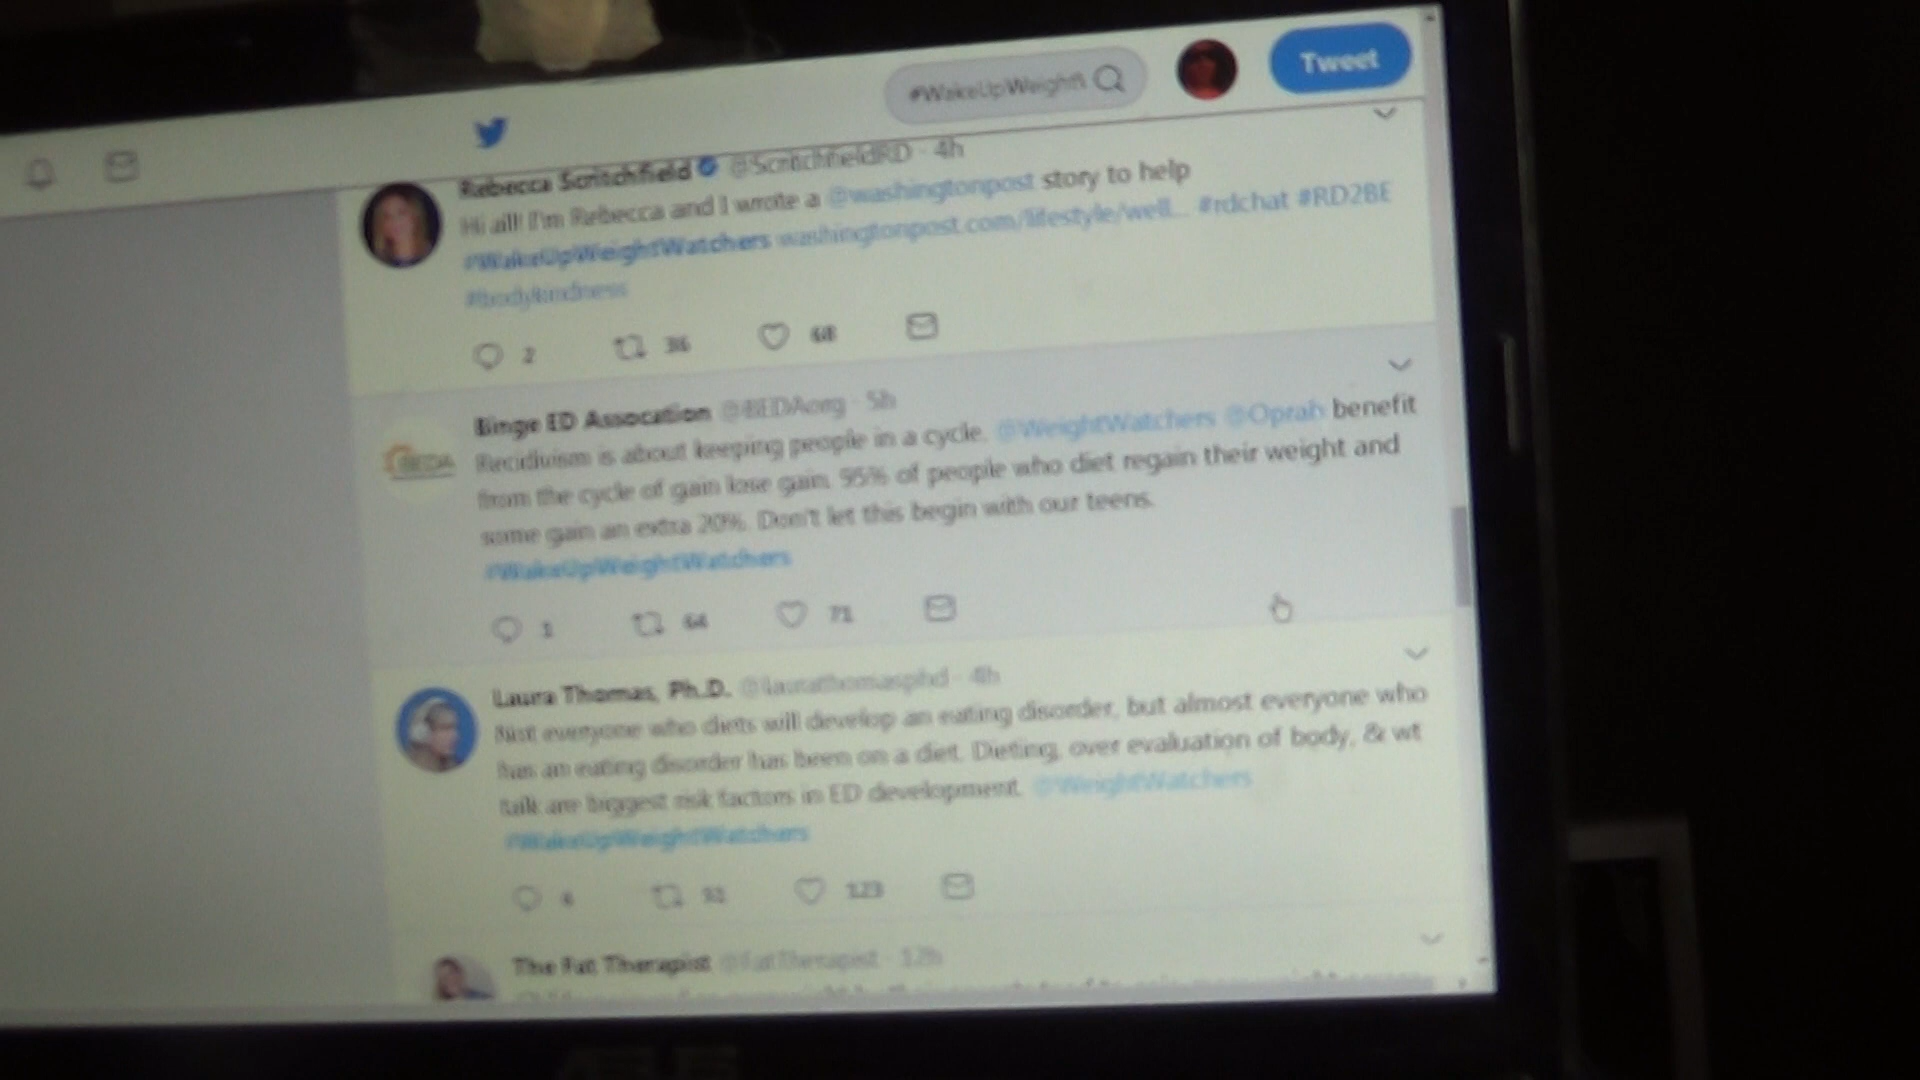 #WakeUpWeightW
Tweet
Rebecca Scritchfield @ScritchfieldRD · 4h
Hi all! I'm Rebecca and I wrote a @washingtonpost story to help
#WakeUpWeightWatchers washingtonpost.com/lifestyle/well... #rdchat #RD2BE
#bodykindness
2 36 68
Binge ED Assocation @BEDAorg · 5h
BEDA
Recidivism is about keeping people in a cycle. @WeightWatchers @Oprah benefit
from the cycle of gain lose gain. 95% of people who diet regain their weight and
some gain an extra 20%. Don't let this begin with our teens.
#WakeUpWeightWatchers
1 64 71
Laura Thomas, Ph.D. @laurathomasphd · 4h
Not everyone who diets will develop an eating disorder, but almost everyone who
has an eating disorder has been on a diet. Dieting, over evaluation of body, & wt
talk are biggest risk factors in ED development. @WeightWatchers
#WakeUpWeightWatchers
6 123
The Fat Therapist @FatTherapist · 12h